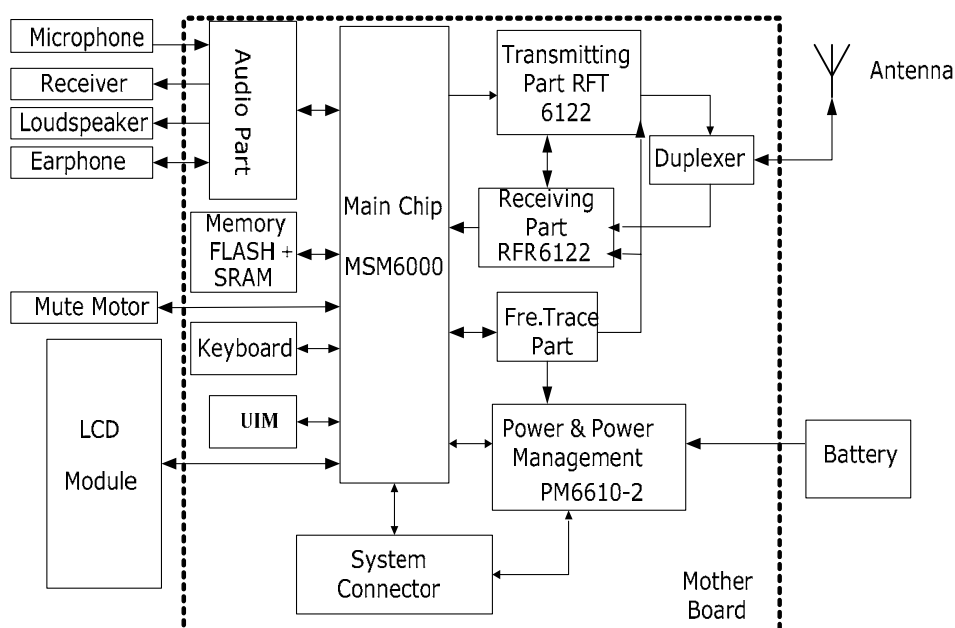 Microphone
Receiver
Loudspeaker
Earphone
Audio Part
Memory
FLASH +
SRAM
Mute Motor
Keyboard
UIM
LCD
Module
Main Chip
MSM6000
Transmitting
Part RFT
6122
Receiving
Part
RFR6122
Fre.Trace
Part
Power & Power
Management
PM6610-2
System
Connector
Duplexer
Antenna
Battery
Mother
Board